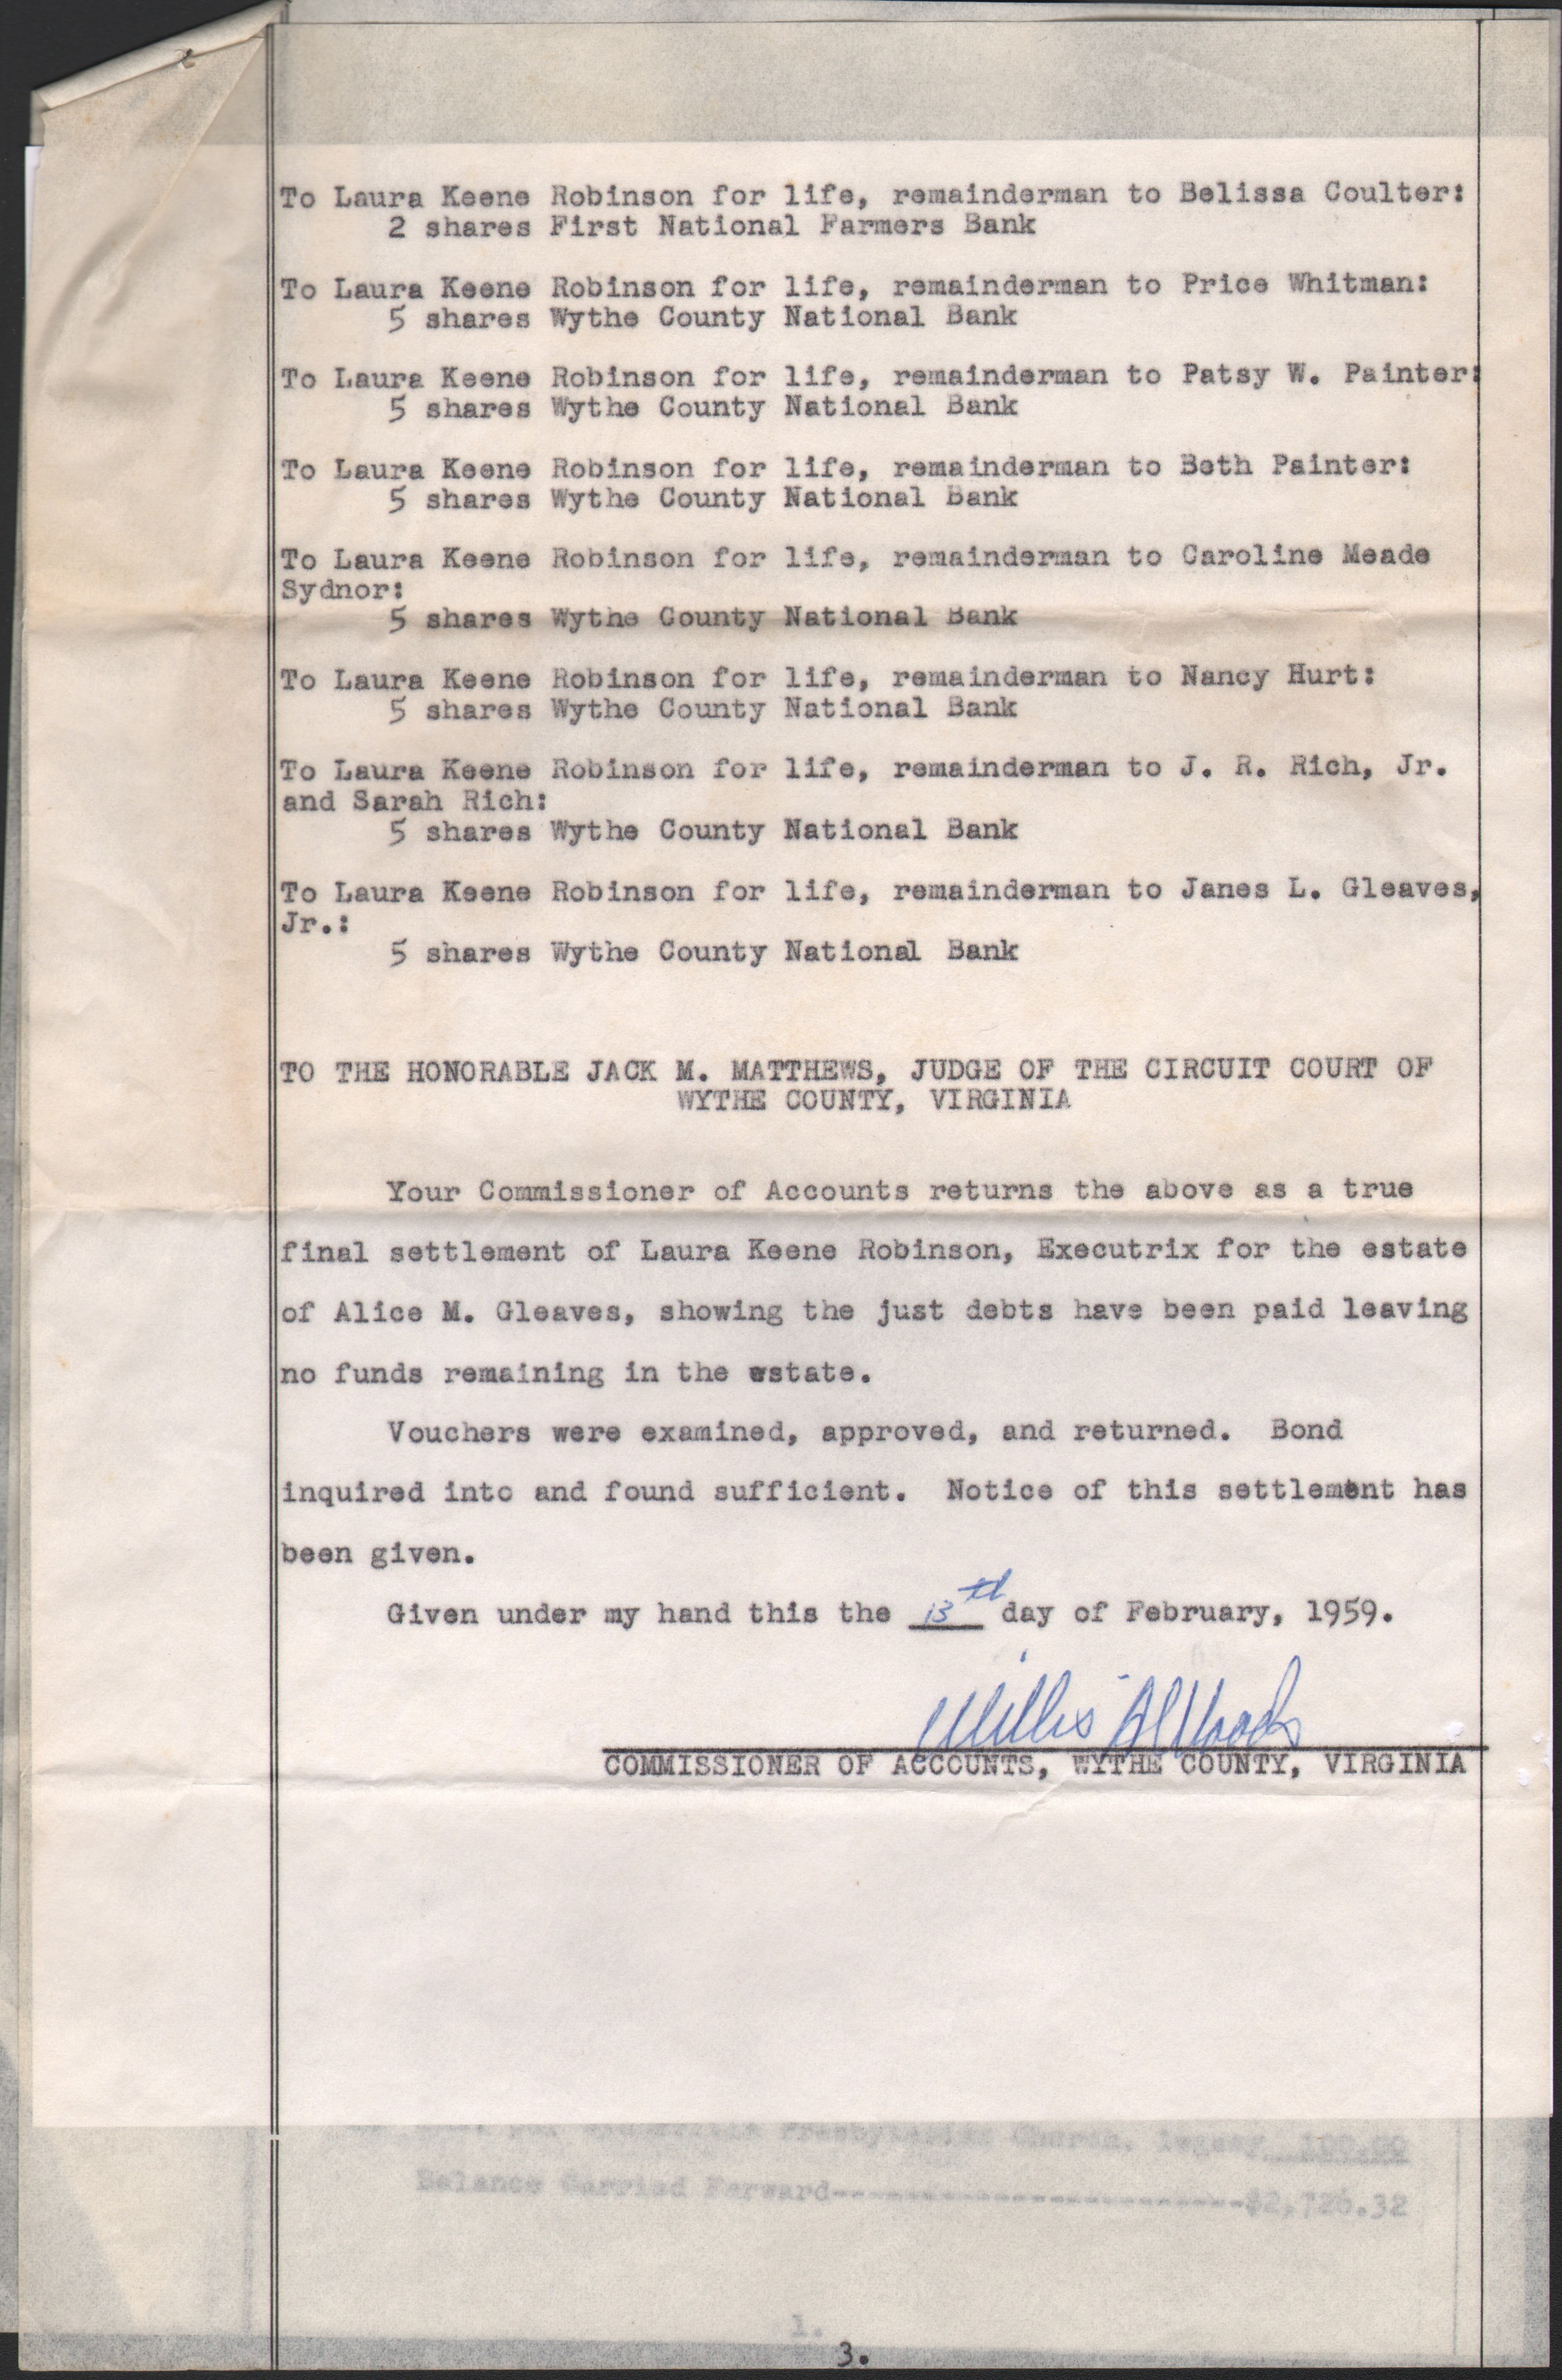 To Laura Keene Robinson for life, remainderman to Belissa Coulter:
2 shares First National Farmers Bank
To Laura Keene Robinson for life, remainderman to Price Whitman:
5 shares Wythe County National Bank
To Laura Keene Robinson for life, remainderman to Patsy W. Painter:
5 shares Wythe County National Bank
To Laura Keene Robinson for life, remainderman to Beth Painter:
5 shares Wythe County National Bank
To Laura Keene Robinson for life, remainderman to Caroline Meade
Sydnor:
5 shares Wythe County National Bank
To Laura Keene Robinson for life, remainderman to Nancy Hurt:
5 shares Wythe County National Bank
To Laura Keene Robinson for life, remainderman to J. R. Rich, Jr.
and Sarah Rich:
5 shares Wythe County National Bank
To Laura Keene Robinson for life, remainderman to Janes L. Gleaves,
Jr.:
5 shares Wythe County National Bank
TO THE HONORABLE JACK M. MATTHEWS, JUDGE OF THE CIRCUIT COURT OF
WYTHE COUNTY, VIRGINIA
Your Commissioner of Accounts returns the above as a true
final settlement of Laura Keene Robinson, Executrix for the estate
of Alice M. Gleaves, showing the just debts have been paid leaving
no funds remaining in the estate.
Vouchers were examined, approved, and returned. Bond
inquired into and found sufficient. Notice of this settlement has
been given.
Given under my hand this the 13th day of February, 1959.
Willis
COMMISSIONER OF ACCOUNTS, WYTHE COUNTY, VIRGINIA
Presbyterian Church, legacy 100.00
Balance Carried Forward--------------------------$2,726.32
1.
3.